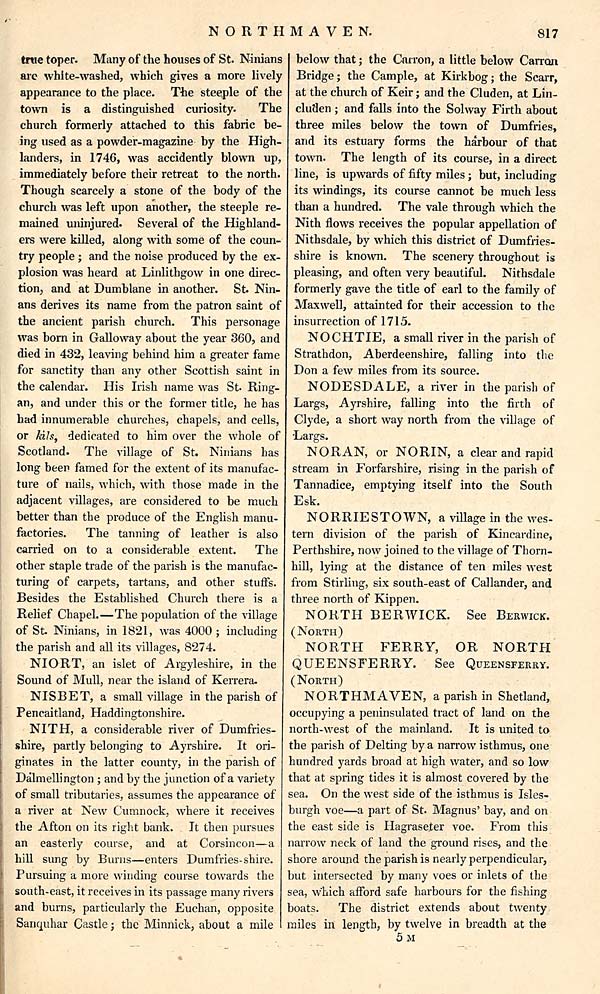 NORTHMAVEN.
817
true toper. Many of the houses of St. Ninians
are white-washed, which gives a more lively
appearance to the place. The steeple of the
town is a distinguished curiosity. The
church formerly attached to this fabric be-
ing used as a powder-magazine by the High-
landers, in 1746, was accidently blown up,
immediately before their retreat to the north.
Though scarcely a stone of the body of the
church was left upon another, the steeple re-
mained uninjured. Several of the Highland-
ers were killed, along with some of the coun-
try people; and the noise produced by the ex-
plosion was heard at Linlithgow in one direc-
tion, and at Dumblane in another. St. Nin-
ans derives its name from the patron saint of
the ancient parish church. This personage
was born in Galloway about the year 360, and
died in 432, leaving behind him a greater fame
for sanctity than any other Scottish saint in
the calendar. His Irish name was St. Ring-
an, and under this or the former title, he has
had innumerable churches, chapels, and cells,
or kils, dedicated to him over the whole of
Scotland. The village of St. Ninians has
long been famed for the extent of its manufac-
ture of nails, which, with those made in the
adjacent villages, are considered to be much
better than the produce of the English manu-
factories. The tanning of leather is also
carried on to a considerable extent. The
other staple trade of the parish is the manufac-
turing of carpets, tartans, and other stuffs.
Besides the Established Church there is a
Relief Chapel.—The population of the village
of St. Ninians, in 1821, was 4000; including
the parish and all its villages, 8274.
NIORT, an islet of Argyleshire, in the
Sound of Mull, near the island of Kerrera.
NISBET, a small village in the parish of
Pencaitland, Haddingtonshire.
NITH, a considerable river of Dumfries-
shire, partly belonging to Ayrshire. It ori-
ginates in the latter county, in the parish of
Dalmellington; and by the junction of a variety
of small tributaries, assumes the appearance of
a river at New Cumnock, where it receives
the Afton on its right bank. It then pursues
an easterly course, and at Corsincon—a
hill sung by Burns—enters Dumfries-shire.
Pursuing a more winding course towards the
south-east, it receives in its passage many rivers
and burns, particularly the Euchan, opposite
Sanquhar Castle; the Minnick, about a mile
below that; the Carron, a little below Carron
Bridge; the Cample, at Kirkbog; the Scarr,
at the church of Keir; and the Cluden, at Lin-
cluden; and falls into the Solway Firth about
three miles below the town of Dumfries,
and its estuary forms the harbour of that
town. The length of its course, in a direct
line, is upwards of fifty miles; but, including
its windings, its course cannot be much less
than a hundred. The vale through which the
Nith flows receives the popular appellation of
Nithsdale, by which this district of Dumfries-
shire is known. The scenery throughout is
pleasing, and often very beautiful. Nithsdale
formerly gave the title of earl to the family of
Maxwell, attainted for their accession to the
insurrection of 1715.
NOCHTIE, a small river in the parish of
Strathdon, Aberdeenshire, falling into the
Don a few miles from its source.
NODESDALE, a river in the parish of
Largs, Ayrshire, falling into the firth of
Clyde, a short way north from the village of
Largs.
NORAN, or NORIN, a clear and rapid
stream in Forfarshire, rising in the parish of
Tannadice, emptying itself into the South
Esk.
NORRIESTOWN, a village in the wes-
tern division of the parish of Kincardine,
Perthshire, now joined to the village of Thorn-
hill, lying at the distance of ten miles west
from Stirling, six south-east of Callander, and
three north of Kippen.
NORTH BERWICK. See BERWICK.
(NORTH)
NORTH FERRY, OR NORTH
QUEENSFERRY. See QUEENSFERRY.
(NORTH)
NORTHMAVEN, a parish in Shetland,
occupying a peninsulated tract of land on the
north-west of the mainland. It is united to
the parish of Delting by a narrow isthmus, one
hundred yards broad at high water, and so low
that at spring tides it is almost covered by the
sea. On the west side of the isthmus is Isles-
burgh voe—a part of St. Magnus' bay, and on
the east side is Hagraseter voe. From this
narrow neck of land the ground rises, and the
shore around the parish is nearly perpendicular,
but intersected by many voes or inlets of the
sea, which afford safe harbours for the fishing
boats. The district extends about twenty
miles in length, by twelve in breadth at the
5 M